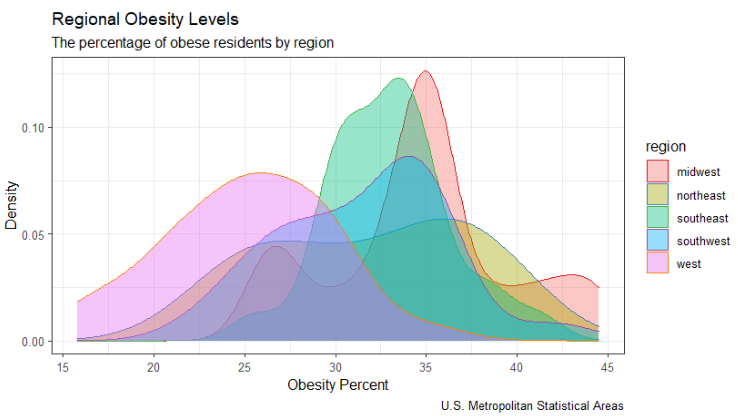 Regional Obesity Levels
The percentage of obese residents by region
Density
0.10
0.05
0.00
15 20 25 30 35 40 45
Obesity Percent
region
midwest
northeast
southeast
southwest
west
U.S. Metropolitan Statistical Areas